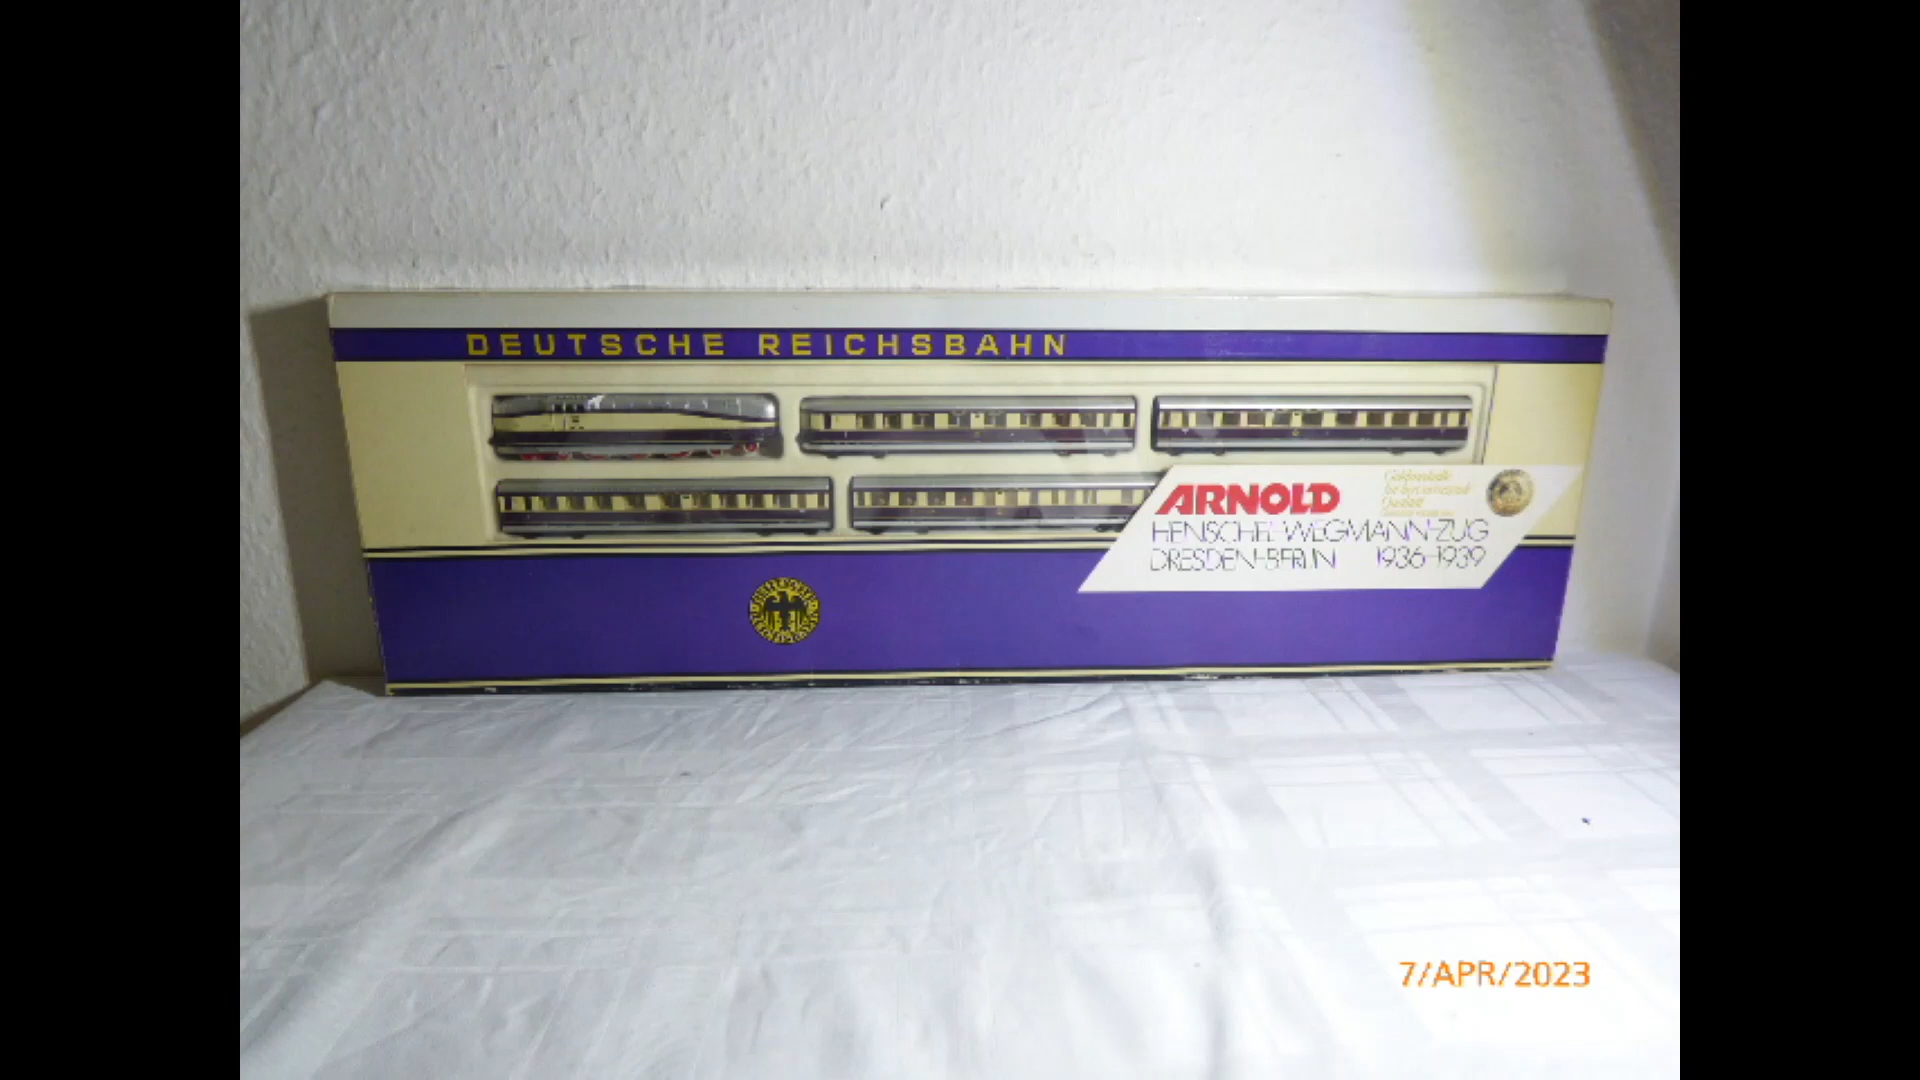 DEUTSCHE REICHSBAHN
ARNOLD
HENSCHEL-WEGMANN-ZUG
DRESDEN-BERLIN 1936-1939
7/APR/2023